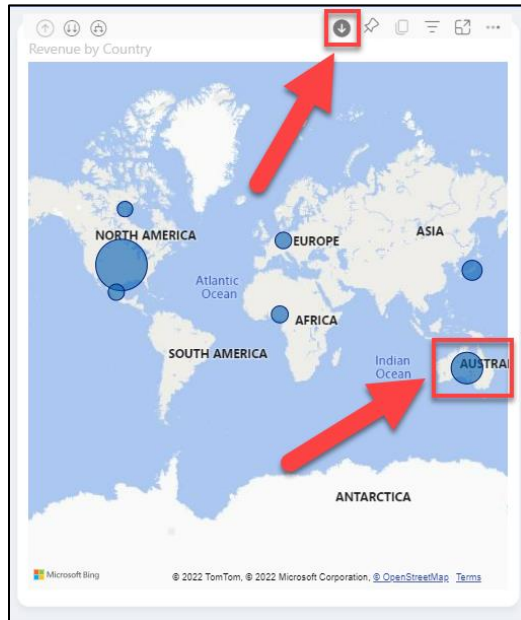 Revenue by Country
NORTH AMERICA
EUROPE
ASIA
Atlantic
Ocean
AFRICA
SOUTH AMERICA
Indian
Ocean
AUSTRAL
ANTARCTICA
Microsoft Bing
© 2022 TomTom, © 2022 Microsoft Corporation, © OpenStreetMap Terms